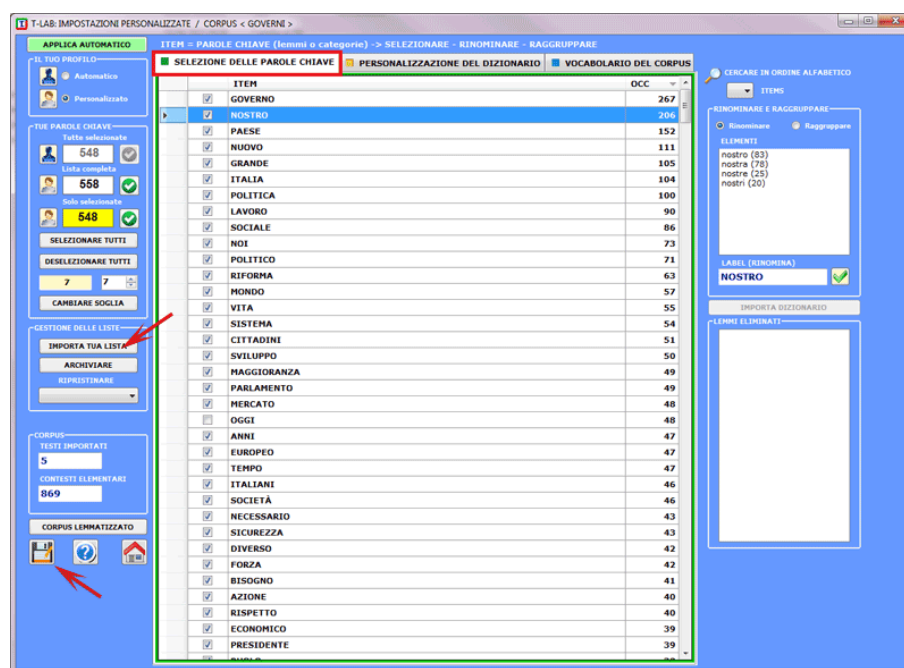 T-LAB: IMPOSTAZIONI PERSONALIZZATE / CORPUS < GOVERNI >
APPLICA AUTOMATICO
ITEM = PAROLE CHIAVE (lemmi o categorie) -> SELEZIONARE - RINOMINARE - RAGGRUPPARE
IL TUO PROFILO
Automatico
Personalizzato
TUE PAROLE CHIAVE
Tutte selezionate
548
Lista completa
558
Solo selezionate
548
SELEZIONARE TUTTI
DESELEZIONARE TUTTI
7 7
CAMBIARE SOGLIA
GESTIONE DELLE LISTE
IMPORTA TUA LISTA
ARCHIVIARE
RIPRISTINARE
CORPUS
TESTI IMPORTATI
5
CONTESTI ELEMENTARI
869
CORPUS LEMMATIZZATO
SELEZIONE DELLE PAROLE CHIAVE
PERSONALIZZAZIONE DEL DIZIONARIO
VOCABOLARIO DEL CORPUS
ITEM OCC
GOVERNO 267
NOSTRO 206
PAESE 152
NUOVO 111
GRANDE 105
ITALIA 104
POLITICA 100
LAVORO 90
SOCIALE 86
NOI 73
POLITICO 71
RIFORMA 63
MONDO 57
VITA 55
SISTEMA 54
CITTADINI 51
SVILUPPO 50
MAGGIORANZA 49
PARLAMENTO 49
MERCATO 48
OGGI 48
ANNI 47
EUROPEO 47
TEMPO 47
ITALIANI 46
SOCIETÀ 46
NECESSARIO 43
SICUREZZA 43
DIVERSO 42
FORZA 42
BISOGNO 41
AZIONE 40
RISPETTO 40
ECONOMICO 39
PRESIDENTE 39
CERCARE IN ORDINE ALFABETICO
ITEMS
RINOMINARE E RAGGRUPPARE
Rinominare Raggruppare
ELEMENTI
nostro (83)
nostra (78)
nostre (25)
nostri (20)
LABEL (RINOMINA)
NOSTRO
IMPORTA DIZIONARIO
LEMMI ELIMINATI